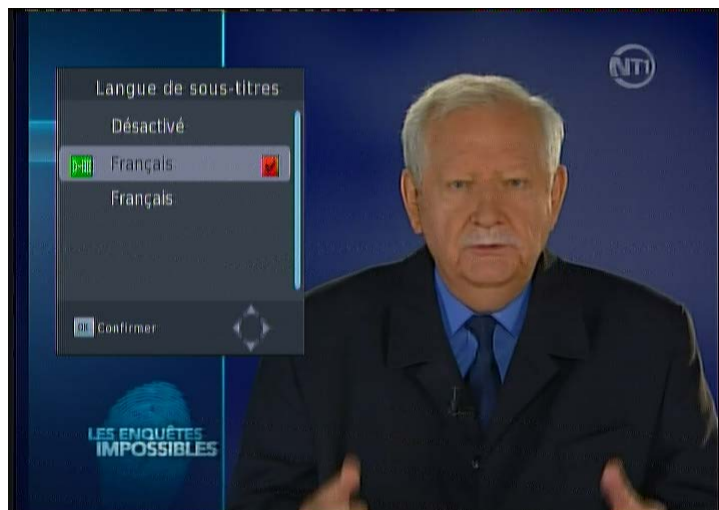 Langue de sous-titres
NT1
Désactivé
Français
Français
OK Confirmer
LES ENQUÊTES
IMPOSSIBLES